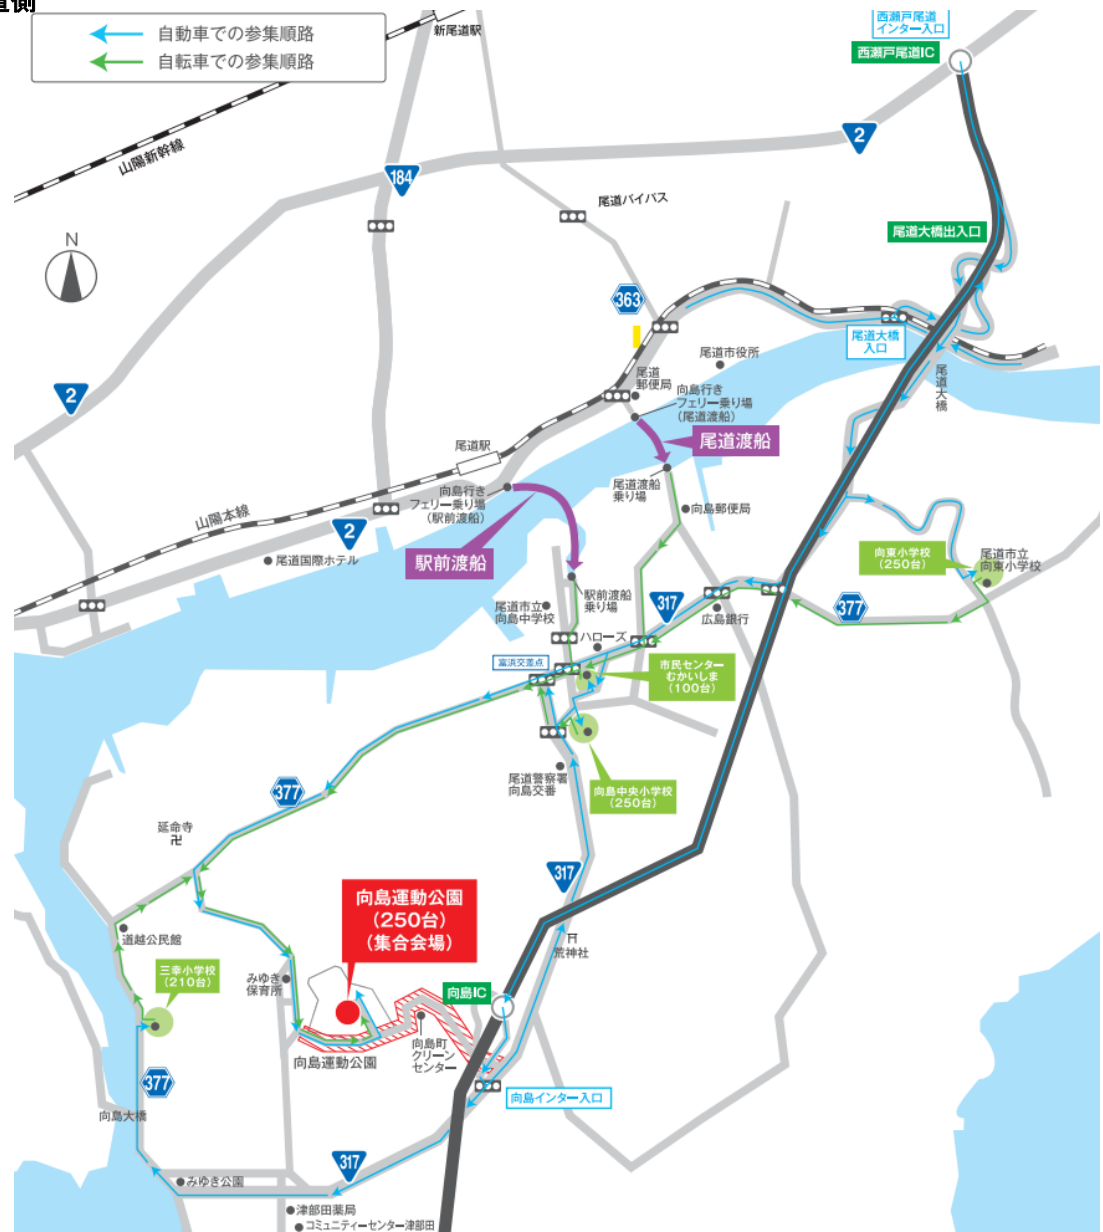 自動車での参集順路
自転車での参集順路
新尾道駅
西瀬戸尾道
インター入口
西瀬戸尾道IC
山陽新幹線
2
184
尾道バイパス
N
尾道大橋出入口
363
尾道大橋
入口
尾道市役所
尾道
郵便局
向島行き
フェリー乗り場
(尾道渡船)
尾道大橋
2
尾道渡船
尾道駅
尾道渡船
乗り場
向島行き
フェリー乗り場
(駅前渡船)
向島郵便局
山陽本線
2
尾道国際ホテル
駅前渡船
向東小学校
(250台)
尾道市立
向東小学校
駅前渡船
乗り場
尾道市立
向島中学校
317
広島銀行
377
ハローズ
富浜交差点
市民センター
むかいしま
(100台)
尾道警察署
向島交番
向島中央小学校
(250台)
377
延命寺
卍
317
向島運動公園
(250台)
(集合会場)
道越公民館
荒神社
三幸小学校
(210台)
みゆき
保育所
向島IC
向島運動公園
向島町
クリーン
センター
377
向島インター入口
向島大橋
317
みゆき公園
津部田薬局
コミュニティーセンター津部田